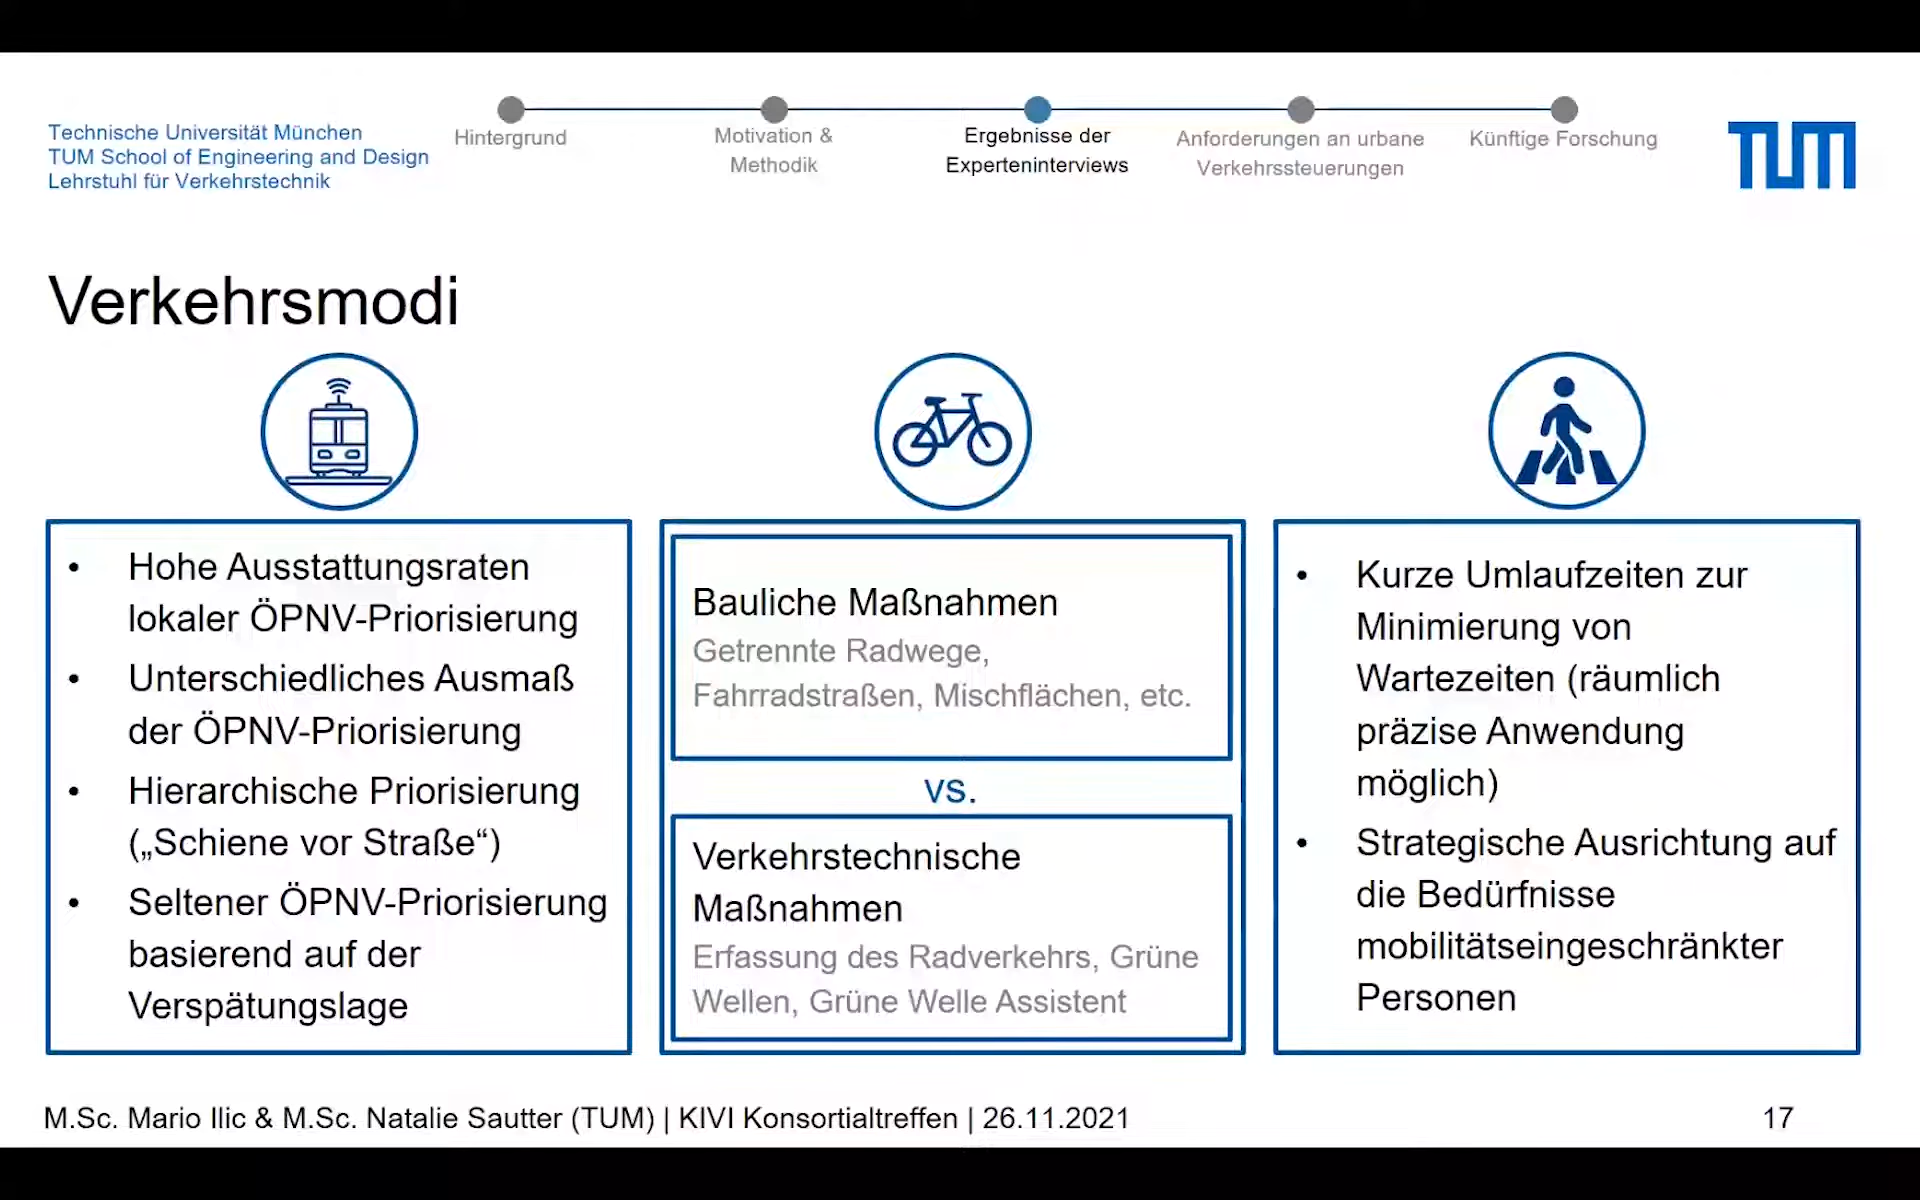 Technische Universität München
TUM School of Engineering and Design
Lehrstuhl für Verkehrstechnik
Hintergrund
Motivation &
Methodik
Ergebnisse der
Experteninterviews
Anforderungen an urbane
Verkehrssteuerungen
Künftige Forschung
TUM
Verkehrsmodi
• Hohe Ausstattungsraten
lokaler ÖPNV-Priorisierung
• Unterschiedliches Ausmaß
der ÖPNV-Priorisierung
• Hierarchische Priorisierung
(„Schiene vor Straße“)
• Seltener ÖPNV-Priorisierung
basierend auf der
Verspätungslage
Bauliche Maßnahmen
Getrennte Radwege,
Fahrradstraßen, Mischflächen, etc.
vs.
Verkehrstechnische
Maßnahmen
Erfassung des Radverkehrs, Grüne
Wellen, Grüne Welle Assistent
• Kurze Umlaufzeiten zur
Minimierung von
Wartezeiten (räumlich
präzise Anwendung
möglich)
• Strategische Ausrichtung auf
die Bedürfnisse
mobilitätseingeschränkter
Personen
M.Sc. Mario Ilic & M.Sc. Natalie Sautter (TUM) | KIVI Konsortialtreffen | 26.11.2021
17